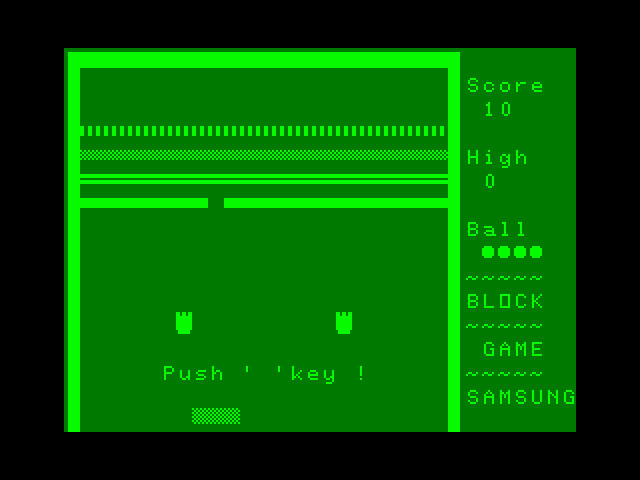 Score
10
High
0
Ball
~~~~~
BLOCK
~~~~~
GAME
~~~~~
SAMSUNG
Push ' 'key !